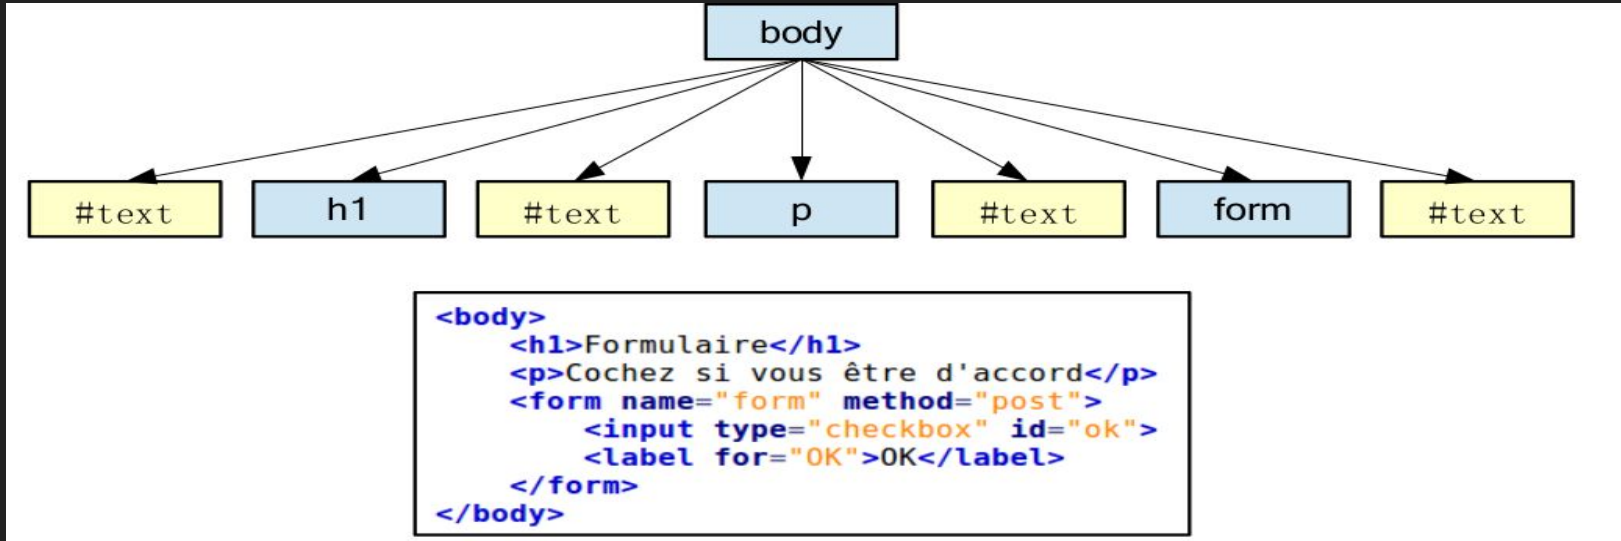 body
#text h1 #text p #text form #text
<body>
<h1>Formulaire</h1>
<p>Cochez si vous être d'accord</p>
<form name="form" method="post">
<input type="checkbox" id="ok">
<label for="OK">OK</label>
</form>
</body>